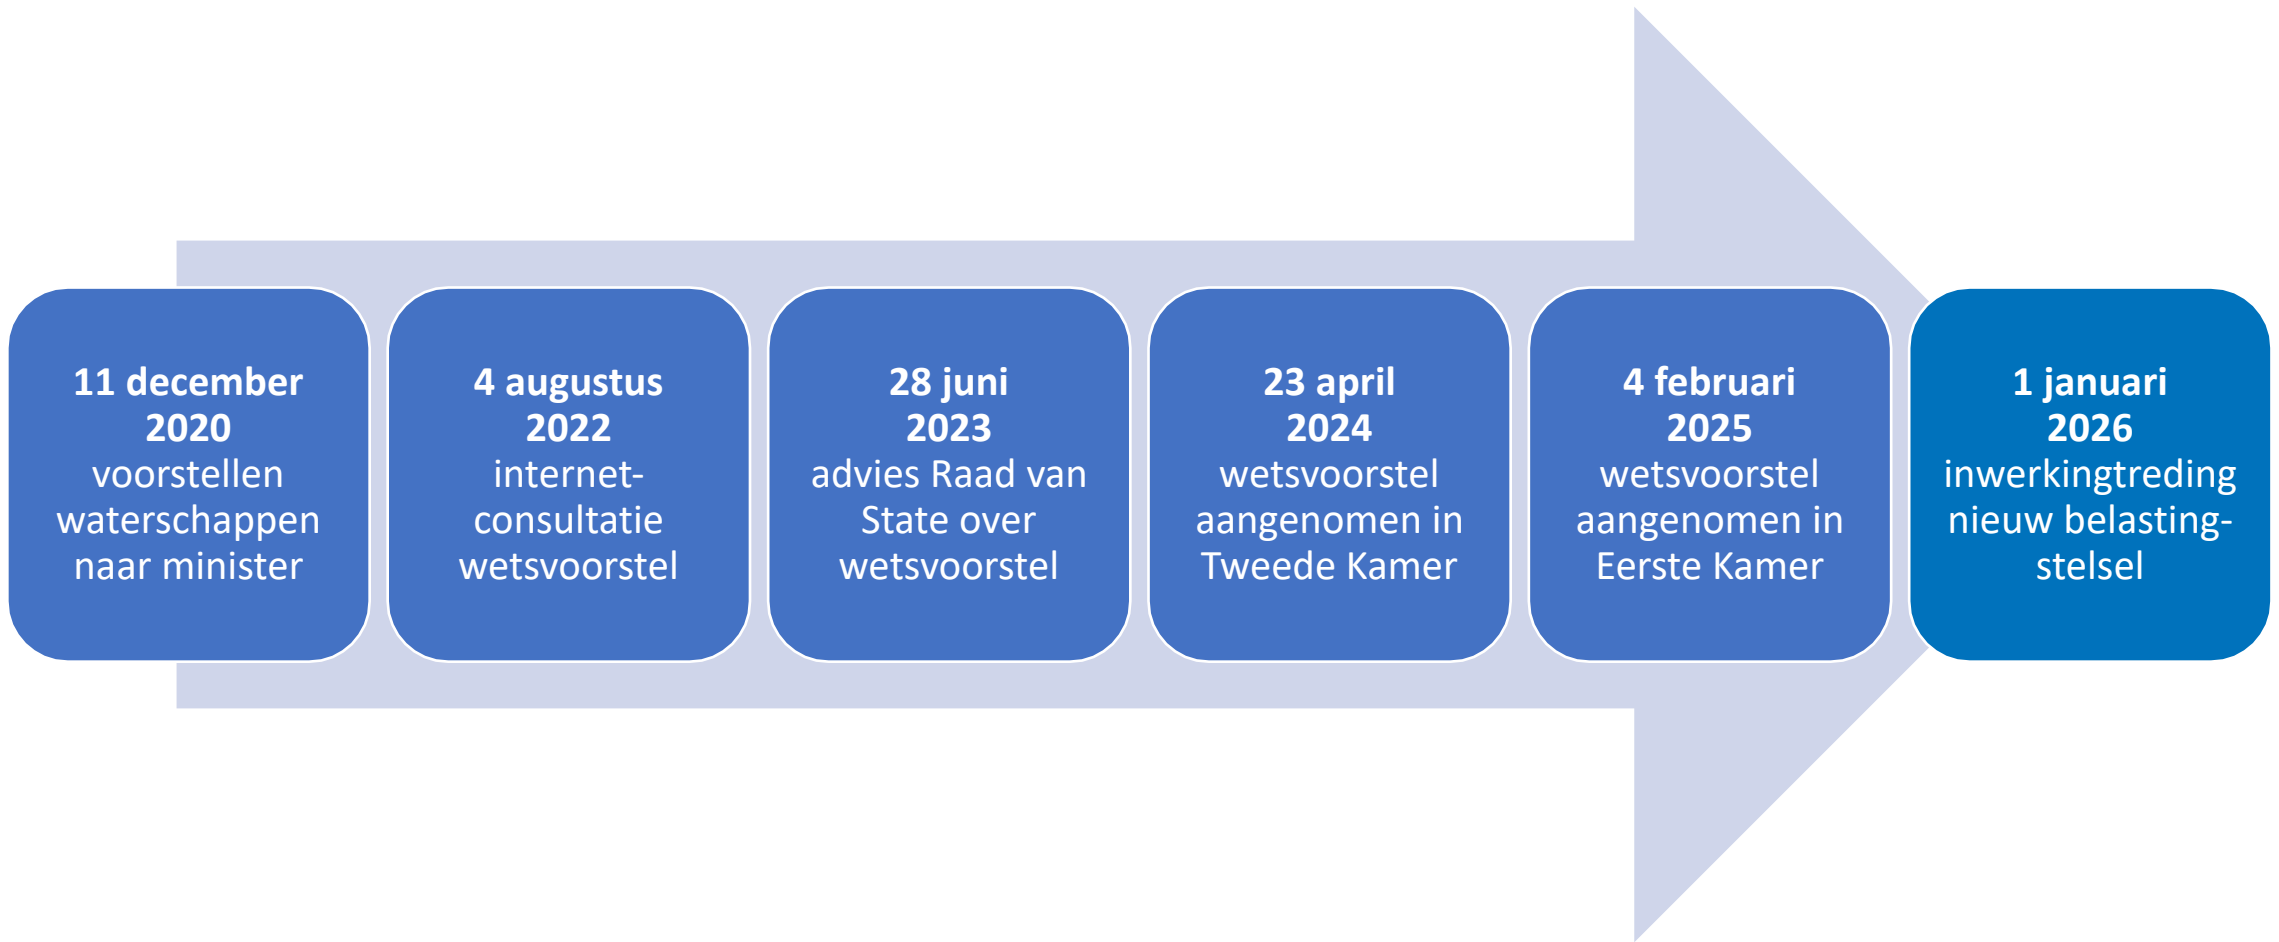 11 december
2020
voorstellen
waterschappen
naar minister
4 augustus
2022
internet-
consultatie
wetsvoorstel
28 juni
2023
advies Raad van
State over
wetsvoorstel
23 april
2024
wetsvoorstel
aangenomen in
Tweede Kamer
4 februari
2025
wetsvoorstel
aangenomen in
Eerste Kamer
1 januari
2026
inwerkingtreding
nieuw belasting-
stelsel